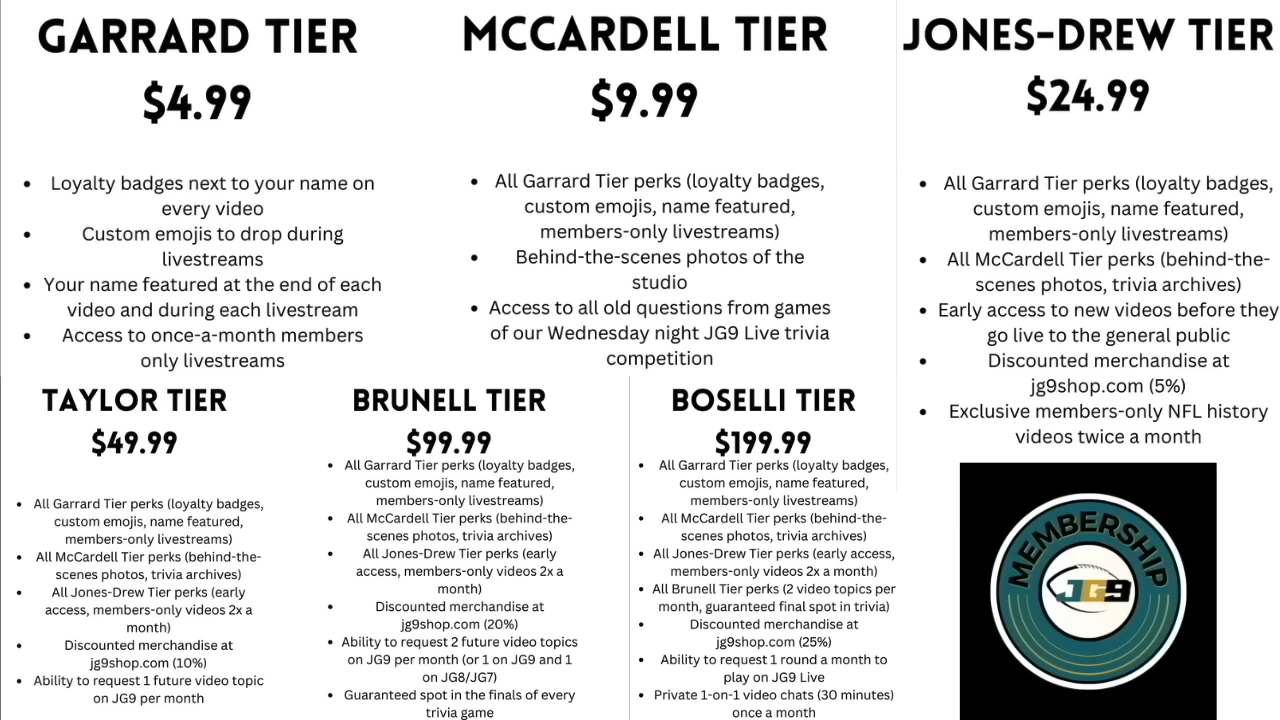 GARRARD TIER
$4.99
• Loyalty badges next to your name on
every video
• Custom emojis to drop during
livestreams
• Your name featured at the end of each
video and during each livestream
• Access to once-a-month members
only livestreams
MCCARDELL TIER
$9.99
• All Garrard Tier perks (loyalty badges,
custom emojis, name featured,
members-only livestreams)
• Behind-the-scenes photos of the
studio
• Access to all old questions from games
of our Wednesday night JG9 Live trivia
competition
JONES-DREW TIER
$24.99
• All Garrard Tier perks (loyalty badges,
custom emojis, name featured,
members-only livestreams)
• All McCardell Tier perks (behind-the-
scenes photos, trivia archives)
• Early access to new videos before they
go live to the general public
• Discounted merchandise at
jg9shop.com (5%)
• Exclusive members-only NFL history
videos twice a month
TAYLOR TIER
$49.99
• All Garrard Tier perks (loyalty badges,
custom emojis, name featured,
members-only livestreams)
• All McCardell Tier perks (behind-the-
scenes photos, trivia archives)
• All Jones-Drew Tier perks (early
access, members-only videos 2x a
month)
• Discounted merchandise at
jg9shop.com (10%)
• Ability to request 1 future video topic
on JG9 per month
BRUNELL TIER
$99.99
• All Garrard Tier perks (loyalty badges,
custom emojis, name featured,
members-only livestreams)
• All McCardell Tier perks (behind-the-
scenes photos, trivia archives)
• All Jones-Drew Tier perks (early
access, members-only videos 2x a
month)
• Discounted merchandise at
jg9shop.com (20%)
• Ability to request 2 future video topics
on JG9 per month (or 1 on JG9 and 1
on JG8/JG7)
• Guaranteed spot in the finals of every
trivia game
BOSELLI TIER
$199.99
• All Garrard Tier perks (loyalty badges,
custom emojis, name featured,
members-only livestreams)
• All McCardell Tier perks (behind-the-
scenes photos, trivia archives)
• All Jones-Drew Tier perks (early access,
members-only videos 2x a month)
• All Brunell Tier perks (2 video topics per
month, guaranteed final spot in trivia)
• Discounted merchandise at
jg9shop.com (25%)
• Ability to request 1 round a month to
play on JG9 Live
• Private 1-on-1 video chats (30 minutes)
once a month
MEMBERSHIP
JG9